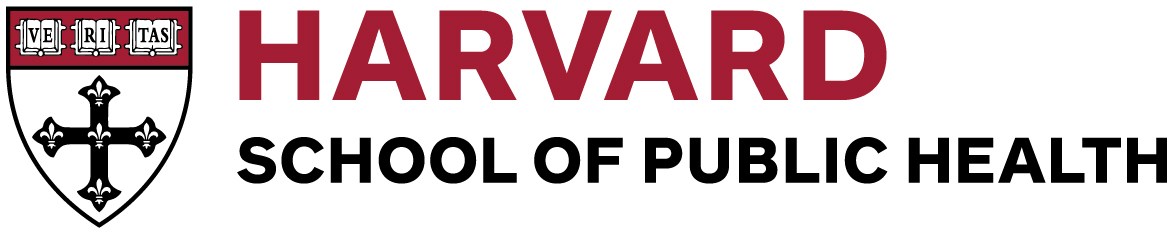 VE RI TAS
HARVARD
SCHOOL OF PUBLIC HEALTH